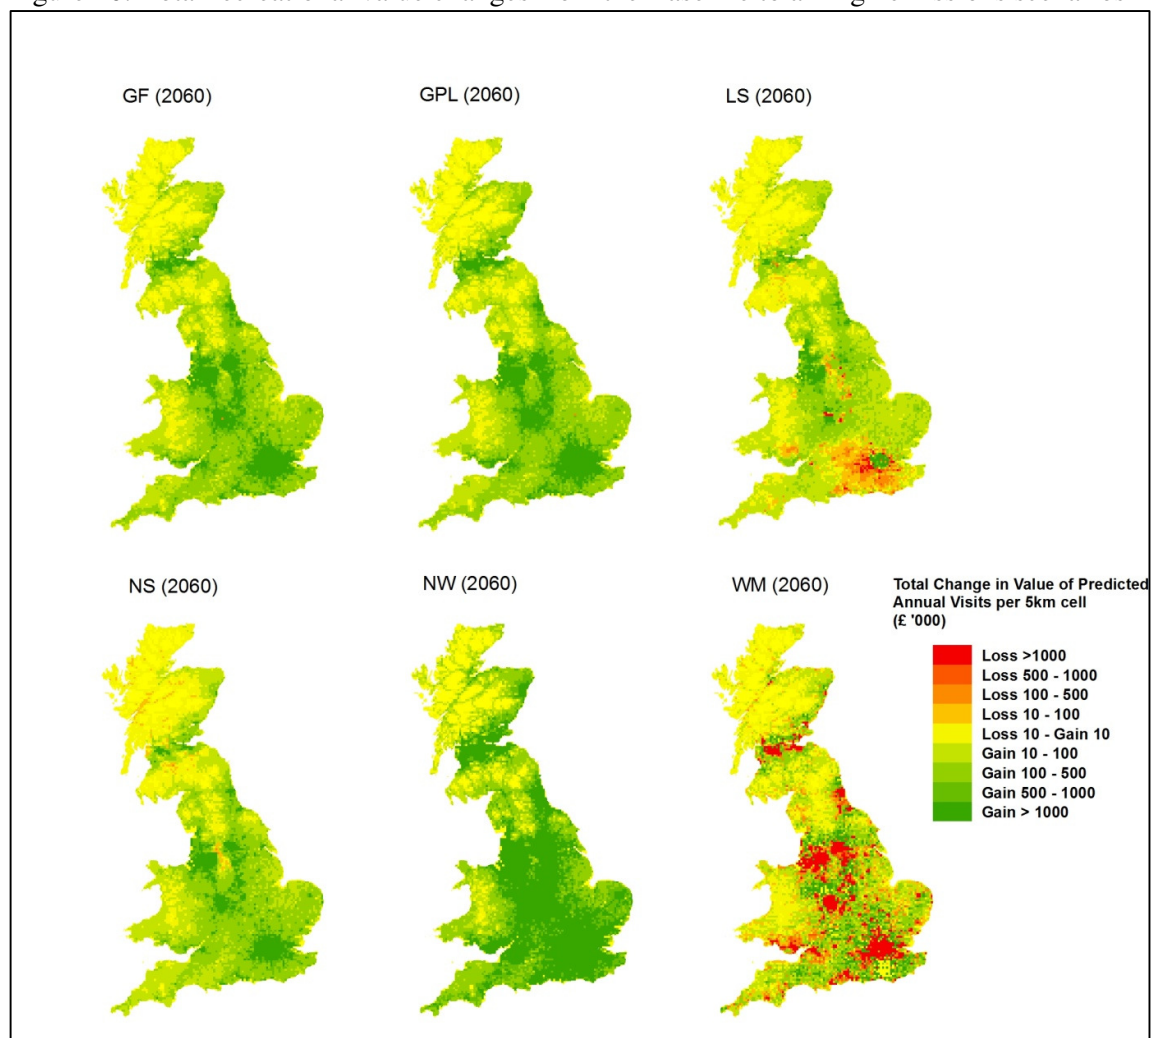 GF (2060)
GPL (2060)
LS (2060)
NS (2060)
NW (2060)
WM (2060)
Total Change in Value of Predicted
Annual Visits per 5km cell
(£ '000)
Loss >1000
Loss 500 - 1000
Loss 100 - 500
Loss 10 - 100
Loss 10 - Gain 10
Gain 10 - 100
Gain 100 - 500
Gain 500 - 1000
Gain > 1000